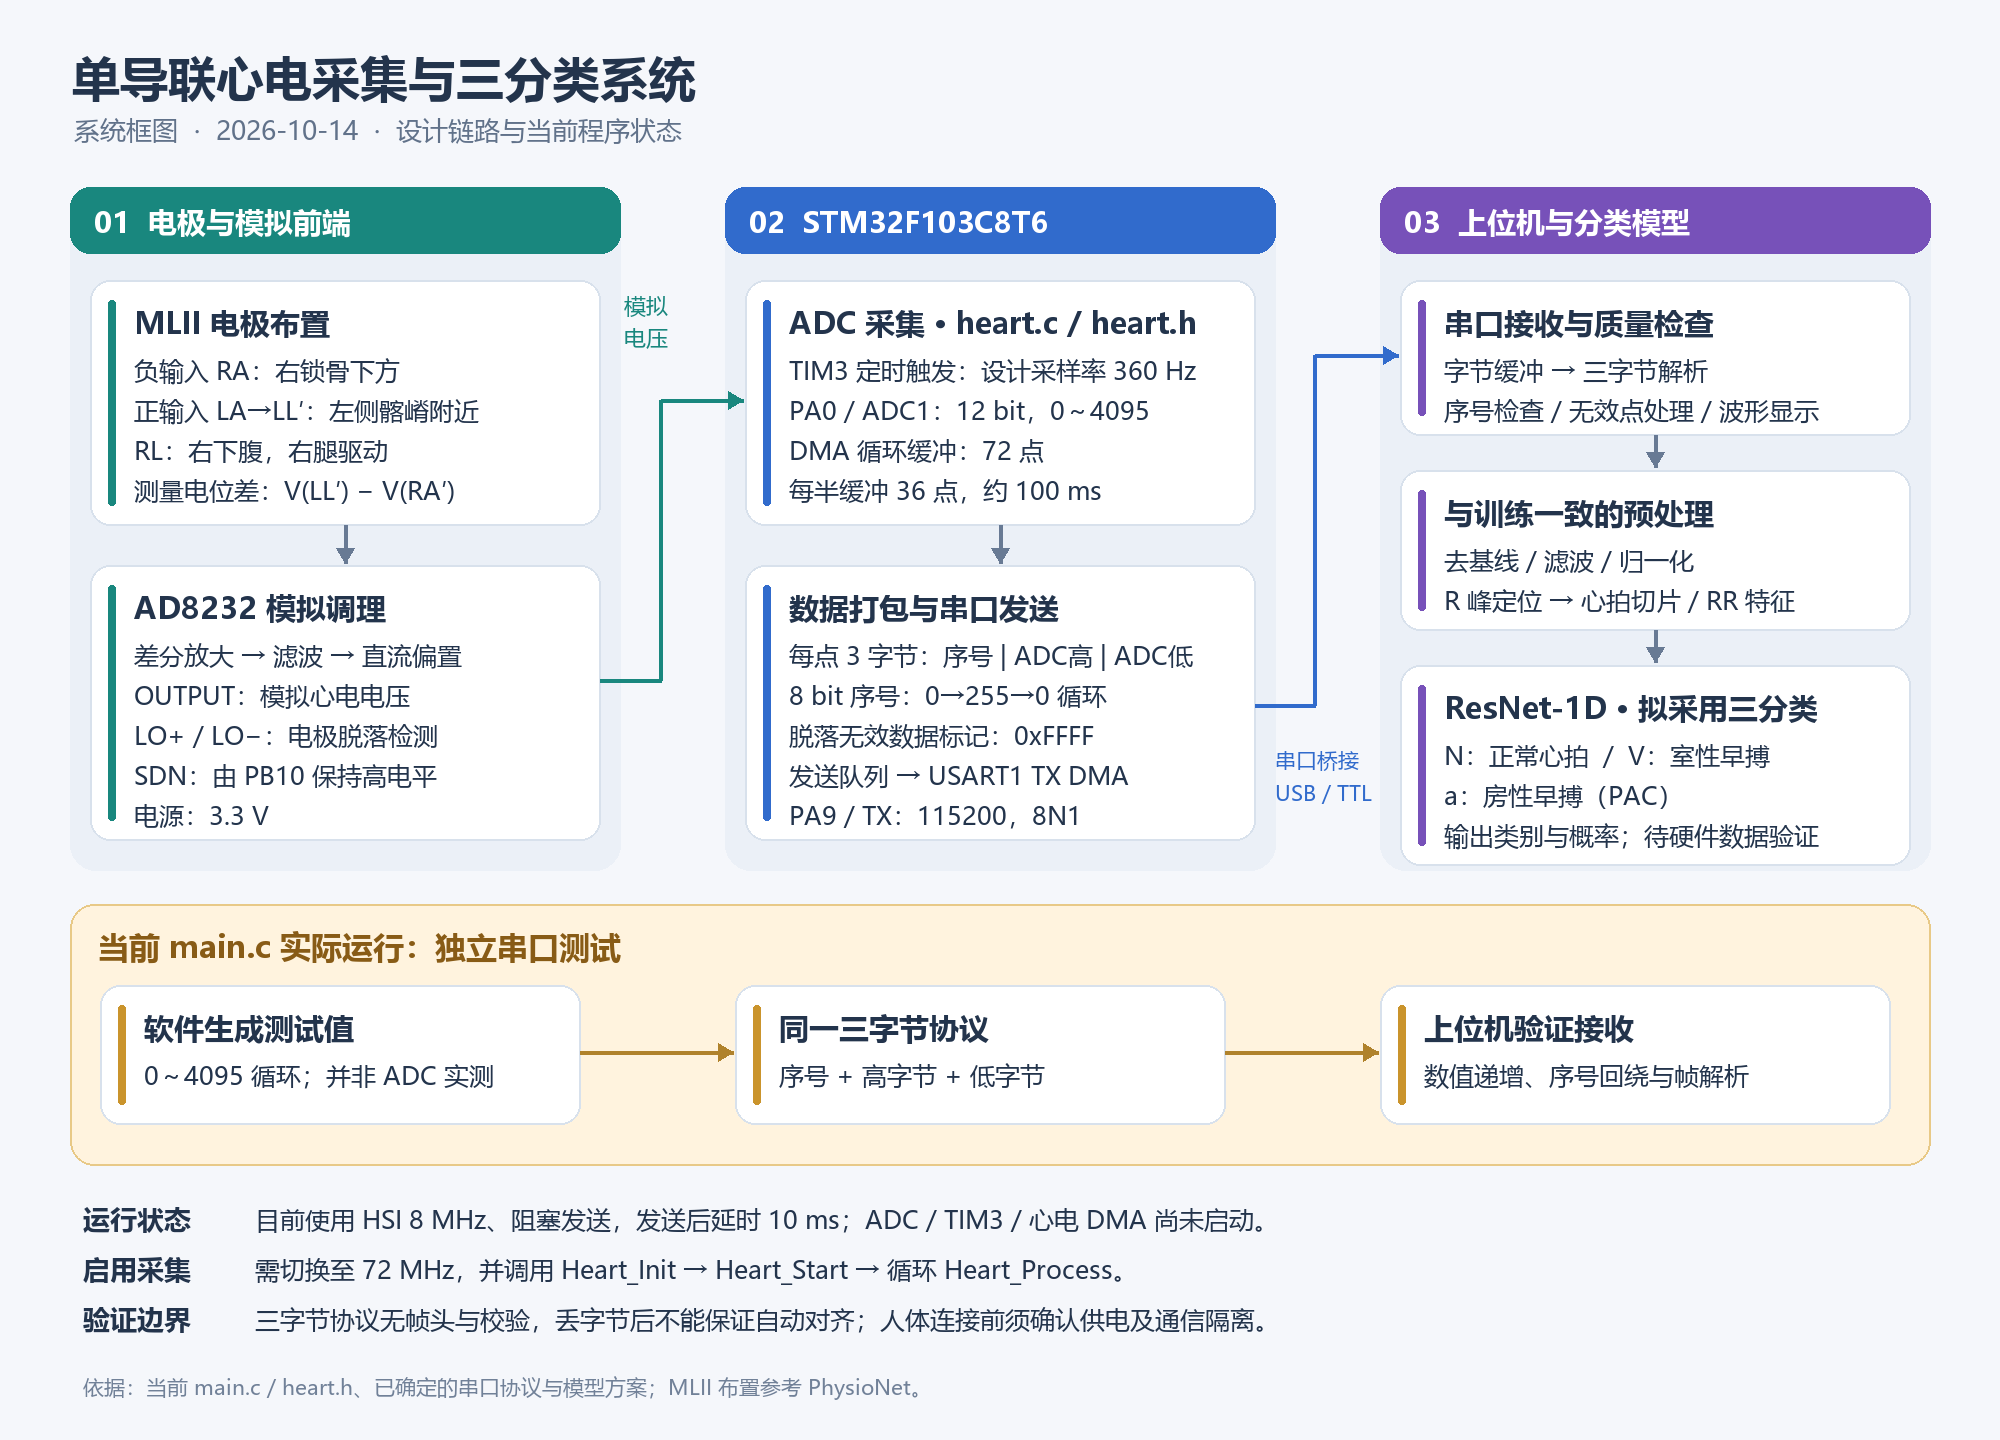 单导联心电采集与三分类系统
系统框图 · 2026-10-14 · 设计链路与当前程序状态
01 电极与模拟前端
MLII 电极布置
负输入 RA：右锁骨下方
正输入 LA→LL′：左侧髂嵴附近
RL：右下腹，右腿驱动
测量电位差：V(LL′) − V(RA′)
AD8232 模拟调理
差分放大 → 滤波 → 直流偏置
OUTPUT：模拟心电电压
LO+ / LO−：电极脱落检测
SDN：由 PB10 保持高电平
电源：3.3 V
模拟
电压
02 STM32F103C8T6
ADC 采集 • heart.c / heart.h
TIM3 定时触发：设计采样率 360 Hz
PA0 / ADC1：12 bit，0～4095
DMA 循环缓冲：72 点
每半缓冲 36 点，约 100 ms
数据打包与串口发送
每点 3 字节：序号 | ADC高 | ADC低
8 bit 序号：0→255→0 循环
脱落无效数据标记：0xFFFF
发送队列 → USART1 TX DMA
PA9 / TX：115200，8N1
串口桥接
USB / TTL
03 上位机与分类模型
串口接收与质量检查
字节缓冲 → 三字节解析
序号检查 / 无效点处理 / 波形显示
与训练一致的预处理
去基线 / 滤波 / 归一化
R 峰定位 → 心拍切片 / RR 特征
ResNet-1D • 拟采用三分类
N：正常心拍 / V：室性早搏
a：房性早搏（PAC）
输出类别与概率；待硬件数据验证
当前 main.c 实际运行：独立串口测试
软件生成测试值
0～4095 循环；并非 ADC 实测
同一三字节协议
序号 + 高字节 + 低字节
上位机验证接收
数值递增、序号回绕与帧解析
运行状态 目前使用 HSI 8 MHz、阻塞发送，发送后延时 10 ms；ADC / TIM3 / 心电 DMA 尚未启动。
启用采集 需切换至 72 MHz，并调用 Heart_Init → Heart_Start → 循环 Heart_Process。
验证边界 三字节协议无帧头与校验，丢字节后不能保证自动对齐；人体连接前须确认供电及通信隔离。
依据：当前 main.c / heart.h、已确定的串口协议与模型方案；MLII 布置参考 PhysioNet。